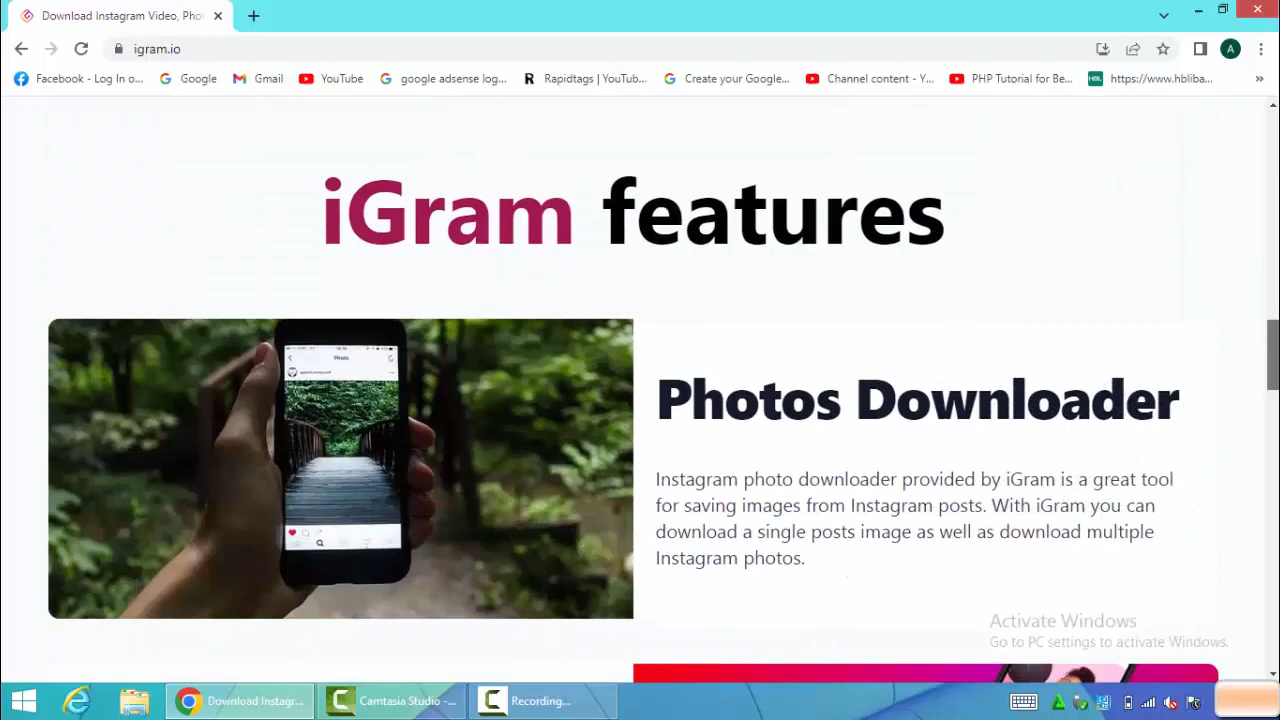 Download Instagram Video, Phot
igram.io
A
Facebook - Log In o...
Google
Gmail
YouTube
google adsense log...
Rapidtags | YouTub...
Create your Google...
Channel content - Y...
PHP Tutorial for Be...
HBL
https://www.hbliba...
iGram features
Photo
Photos Downloader
Instagram photo downloader provided by iGram is a great tool
for saving images from Instagram posts. With iGram you can
download a single posts image as well as download multiple
Instagram photos.
Activate Windows
Go to PC settings to activate Windows.
Download Instagr...
Camtasia Studio -...
Recording...